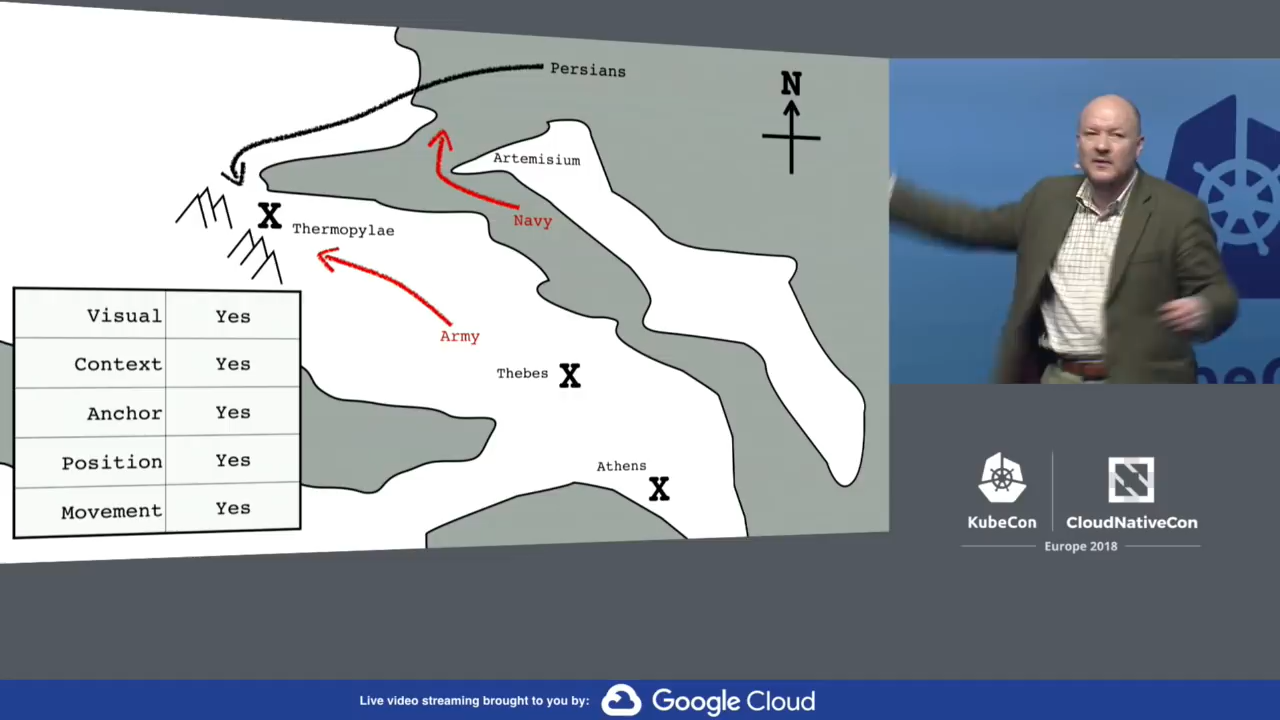 Persians
N
Artemisium
Navy
X
Thermopylae
Army
Visual Yes
Context Yes
Anchor Yes
Position Yes
Movement Yes
Thebes X
Athens
X
KubeCon
CloudNativeCon
Europe 2018
Live video streaming brought to you by: Google Cloud